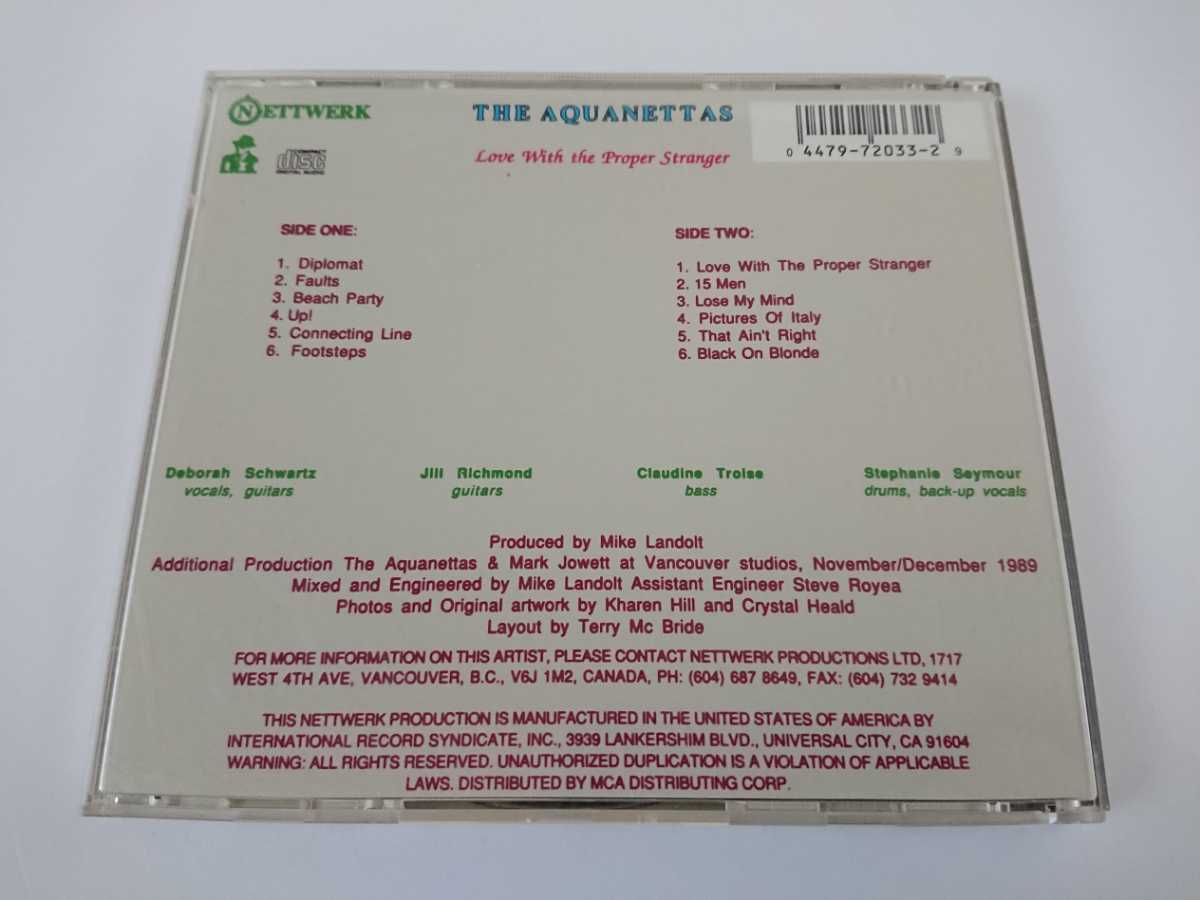 NETTWERK
THE AQUANETTAS
Love With the Proper Stranger
COMPACT
disc
DIGITAL AUDIO
0 4479-72033-2 9
SIDE ONE:
1. Diplomat
2. Faults
3. Beach Party
4. Up!
5. Connecting Line
6. Footsteps
SIDE TWO:
1. Love With The Proper Stranger
2. 15 Men
3. Lose My Mind
4. Pictures Of Italy
5. That Ain't Right
6. Black On Blonde
Deborah Schwartz
vocals, guitars
Jill Richmond
guitars
Claudine Troise
bass
Stephanie Seymour
drums, back-up vocals
Produced by Mike Landolt
Additional Production The Aquanettas & Mark Jowett at Vancouver studios, November/December 1989
Mixed and Engineered by Mike Landolt Assistant Engineer Steve Royea
Photos and Original artwork by Kharen Hill and Crystal Heald
Layout by Terry Mc Bride
FOR MORE INFORMATION ON THIS ARTIST, PLEASE CONTACT NETTWERK PRODUCTIONS LTD, 1717
WEST 4TH AVE, VANCOUVER, B.C., V6J 1M2, CANADA, PH: (604) 687 8649, FAX: (604) 732 9414
THIS NETTWERK PRODUCTION IS MANUFACTURED IN THE UNITED STATES OF AMERICA BY
INTERNATIONAL RECORD SYNDICATE, INC., 3939 LANKERSHIM BLVD., UNIVERSAL CITY, CA 91604
WARNING: ALL RIGHTS RESERVED. UNAUTHORIZED DUPLICATION IS A VIOLATION OF APPLICABLE
LAWS. DISTRIBUTED BY MCA DISTRIBUTING CORP.